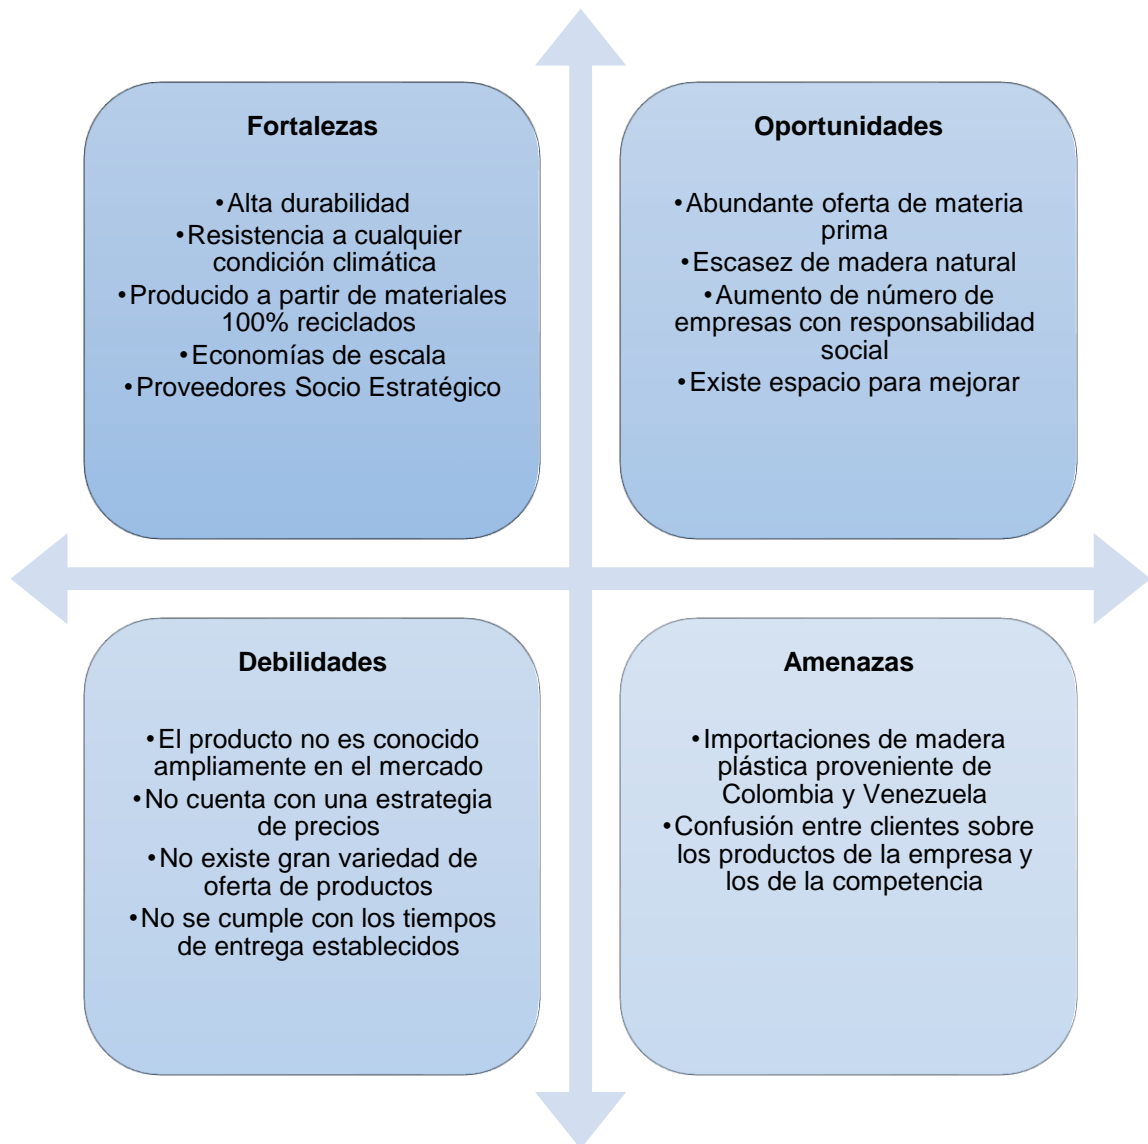 Fortalezas
•Alta durabilidad
•Resistencia a cualquier
condición climática
•Producido a partir de materiales
100% reciclados
•Economías de escala
•Proveedores Socio Estratégico
Oportunidades
•Abundante oferta de materia
prima
•Escasez de madera natural
•Aumento de número de
empresas con responsabilidad
social
•Existe espacio para mejorar
Debilidades
•El producto no es conocido
ampliamente en el mercado
•No cuenta con una estrategia
de precios
•No existe gran variedad de
oferta de productos
•No se cumple con los tiempos
de entrega establecidos
Amenazas
•Importaciones de madera
plástica proveniente de
Colombia y Venezuela
•Confusión entre clientes sobre
los productos de la empresa y
los de la competencia